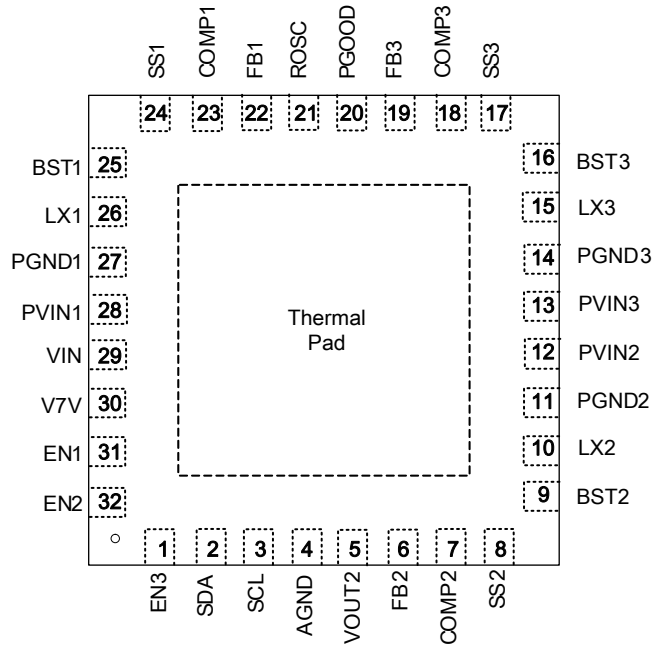 SS1 COMP1 FB1 ROSC PGOOD FB3 COMP3 SS3
24 23 22 21 20 19 18 17
BST1 25
LX1 26
PGND1 27
PVIN1 28
VIN 29
V7V 30
EN1 31
EN2 32
Thermal
Pad
16 BST3
15 LX3
14 PGND3
13 PVIN3
12 PVIN2
11 PGND2
10 LX2
9 BST2
1 2 3 4 5 6 7 8
EN3 SDA SCL AGND VOUT2 FB2 COMP2 SS2